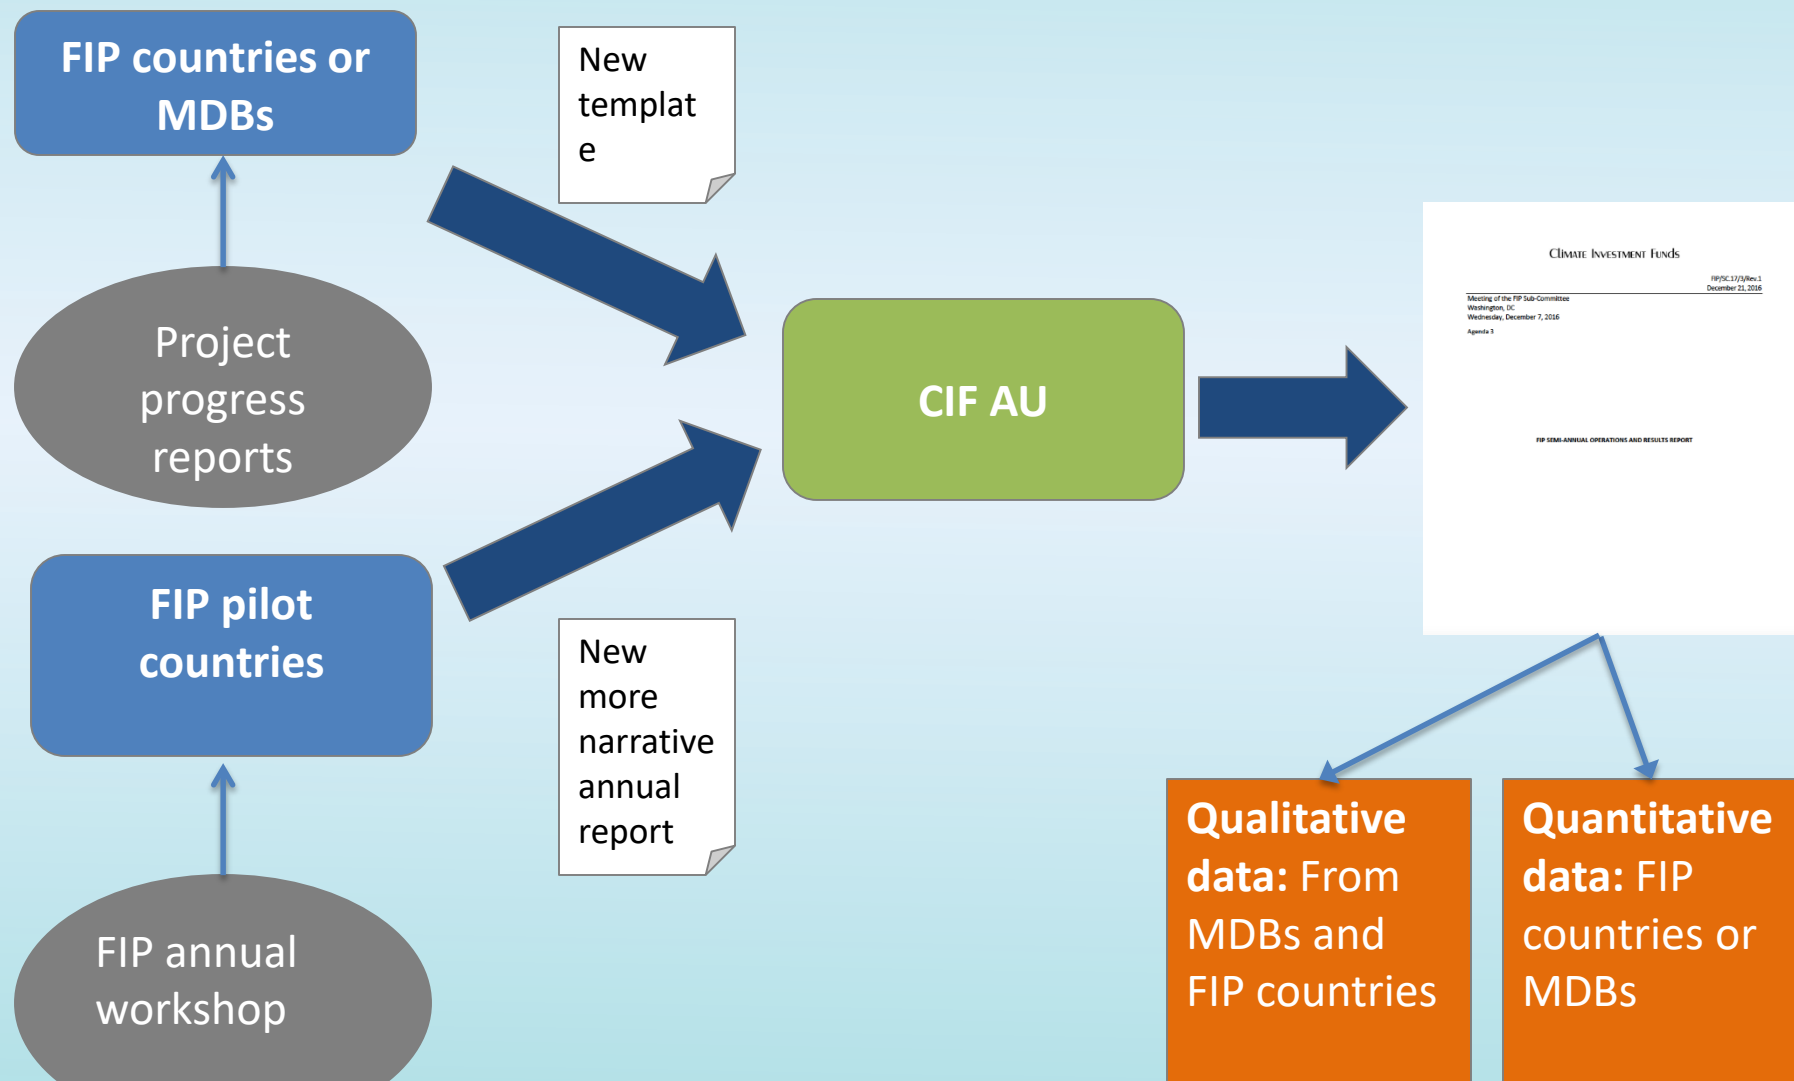 FIP countries or
MDBs
New
templat
e
Project
progress
reports
CIF AU
CLIMATE INVESTMENT FUNDS
FIP/SC.17/3/Rev.1
December 21, 2016
Meeting of the FIP Sub-Committee
Washington, DC
Wednesday, December 7, 2016
Agenda 3
FIP SEMI-ANNUAL OPERATIONS AND RESULTS REPORT
FIP pilot
countries
New
more
narrative
annual
report
FIP annual
workshop
Qualitative
data: From
MDBs and
FIP countries
Quantitative
data: FIP
countries or
MDBs